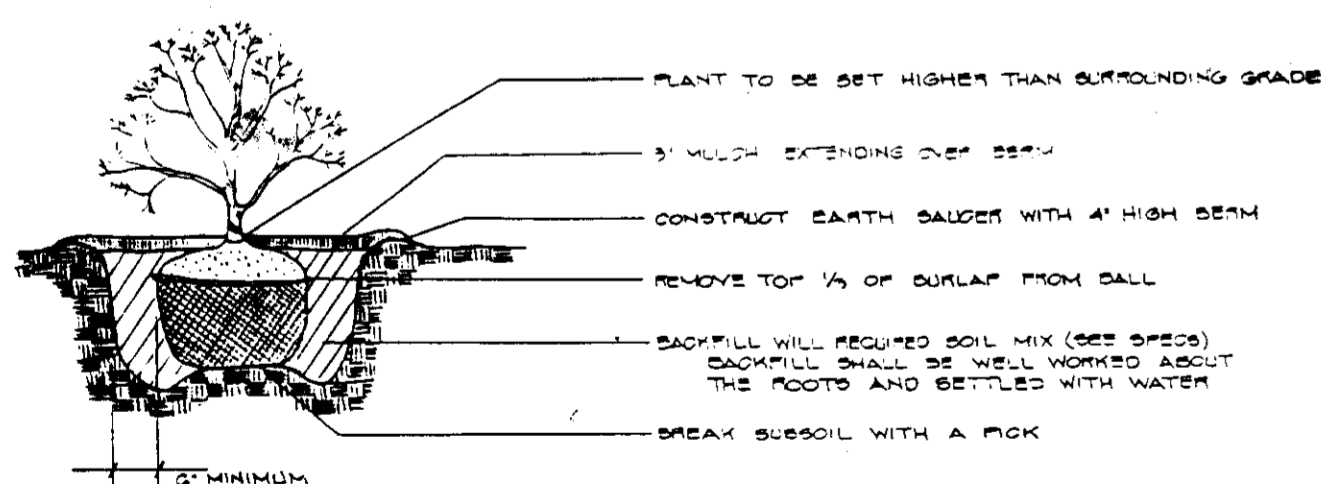 PLANT TO BE SET HIGHER THAN SURROUNDING GRADE
3" MULCH EXTENDING OVER BERM
CONSTRUCT EARTH SAUCER WITH 4" HIGH BERM
REMOVE TOP 1/3 OF BURLAP FROM BALL
BACKFILL WILL REQUIRED SOIL MIX (SEE SPECS)
BACKFILL SHALL BE WELL WORKED ABOUT
THE ROOTS AND SETTLED WITH WATER
BREAK SUBSOIL WITH A PICK
6" MINIMUM